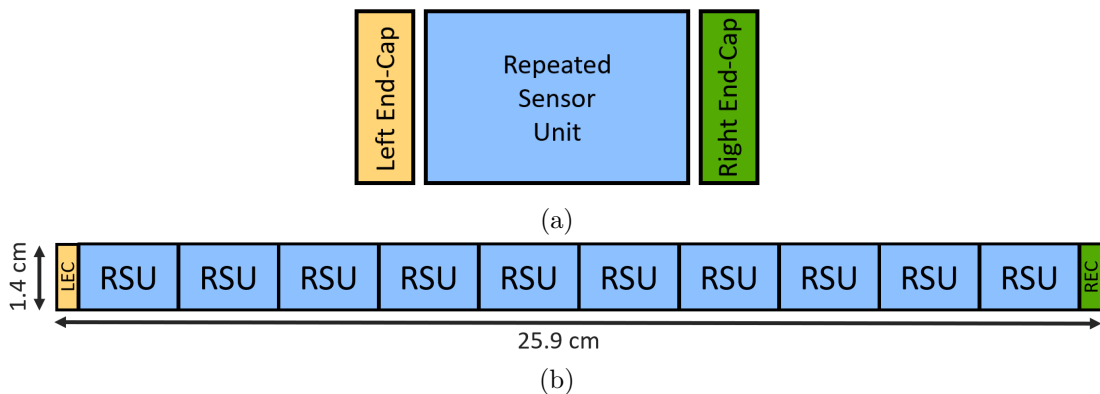 Left End-Cap
Repeated
Sensor
Unit
Right End-Cap
(a)
1.4 cm
LEC
RSU RSU RSU RSU RSU RSU RSU RSU RSU RSU
REC
25.9 cm
(b)